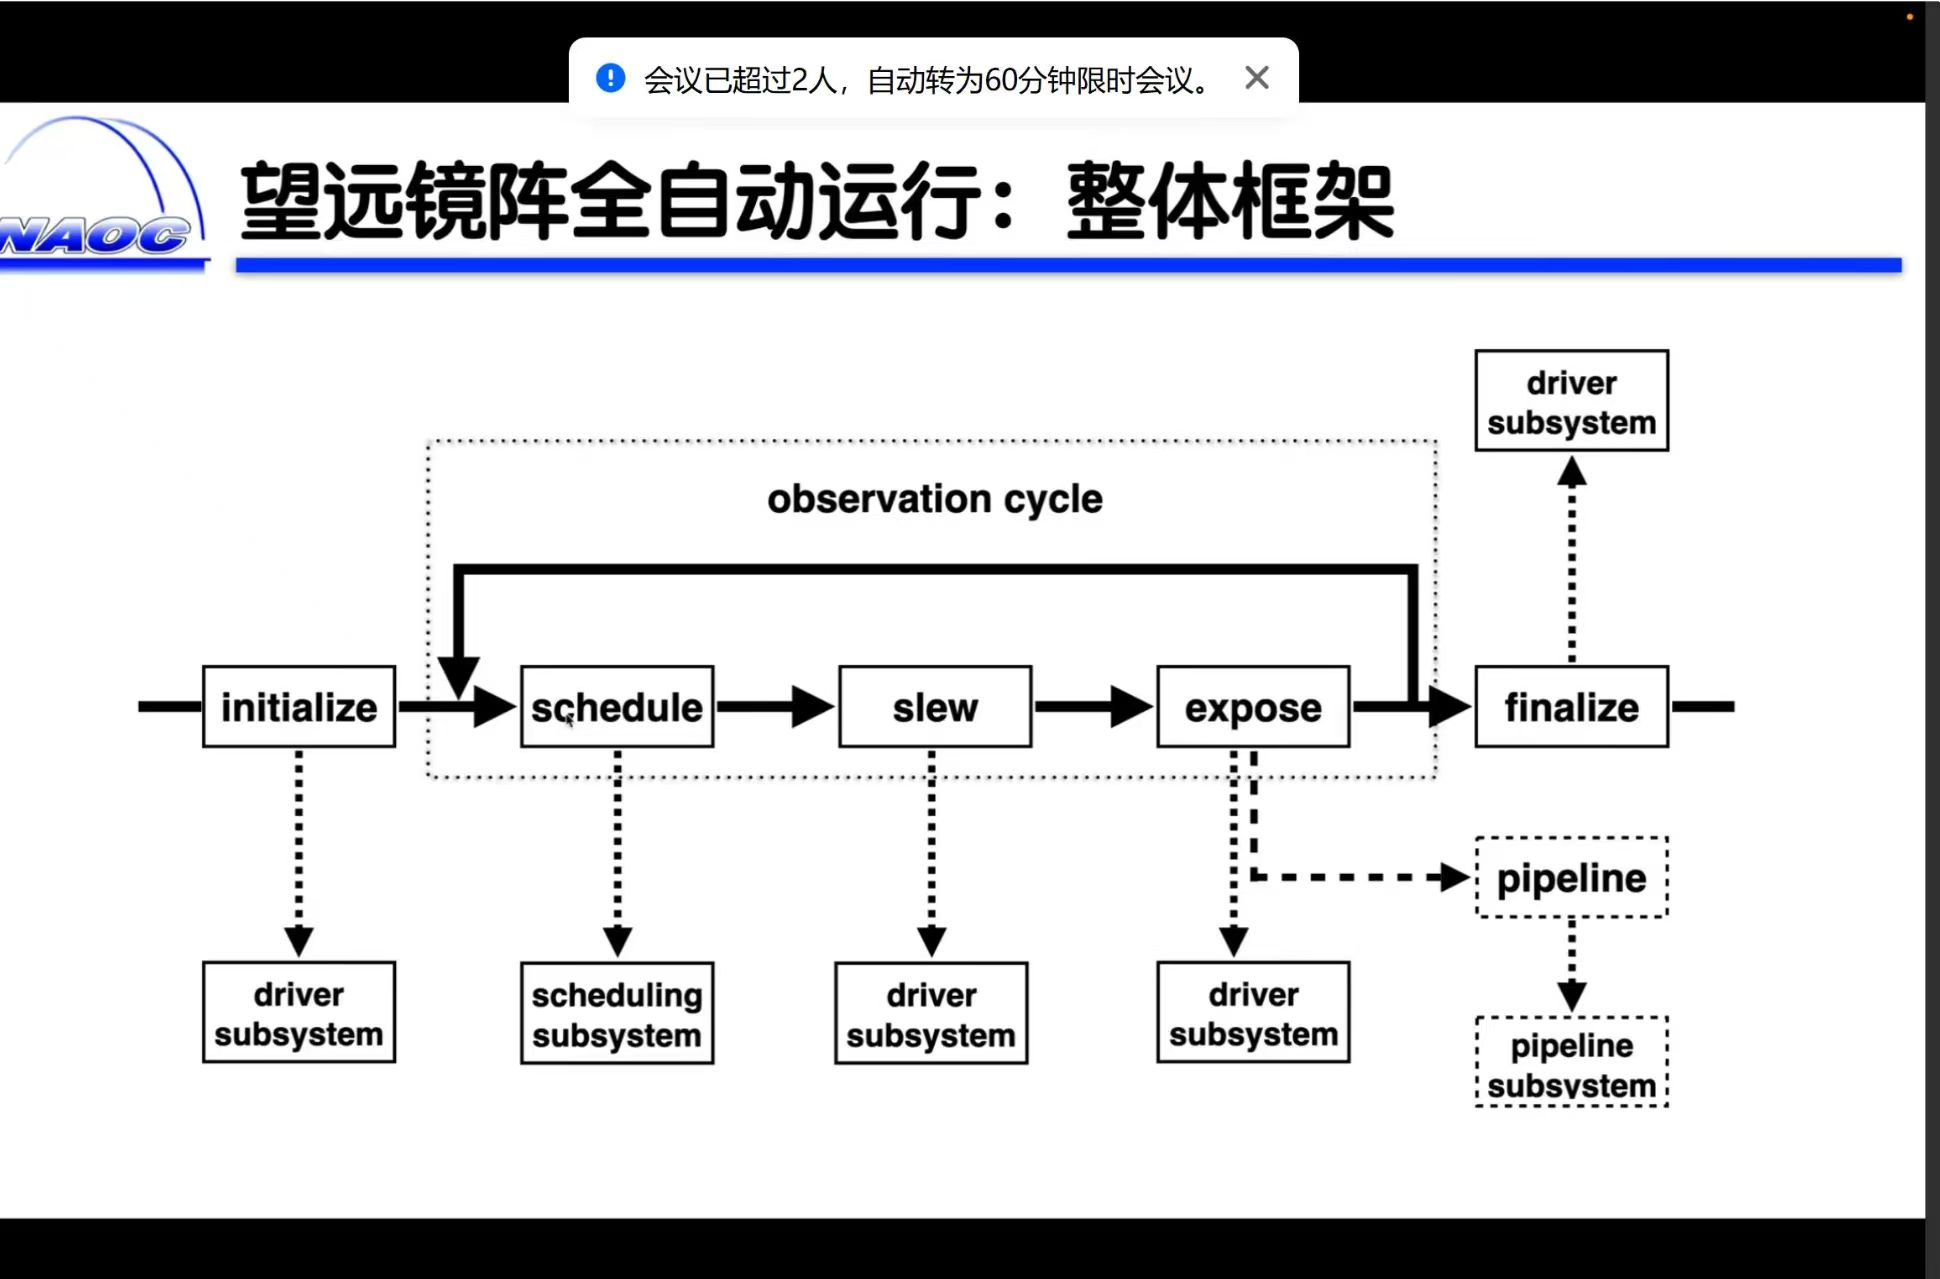 会议已超过2人，自动转为60分钟限时会议。
NAOC
望远镜阵全自动运行：整体框架
driver
subsystem
observation cycle
initialize
schedule
slew
expose
finalize
pipeline
driver
subsystem
scheduling
subsystem
driver
subsystem
driver
subsystem
pipeline
subsystem